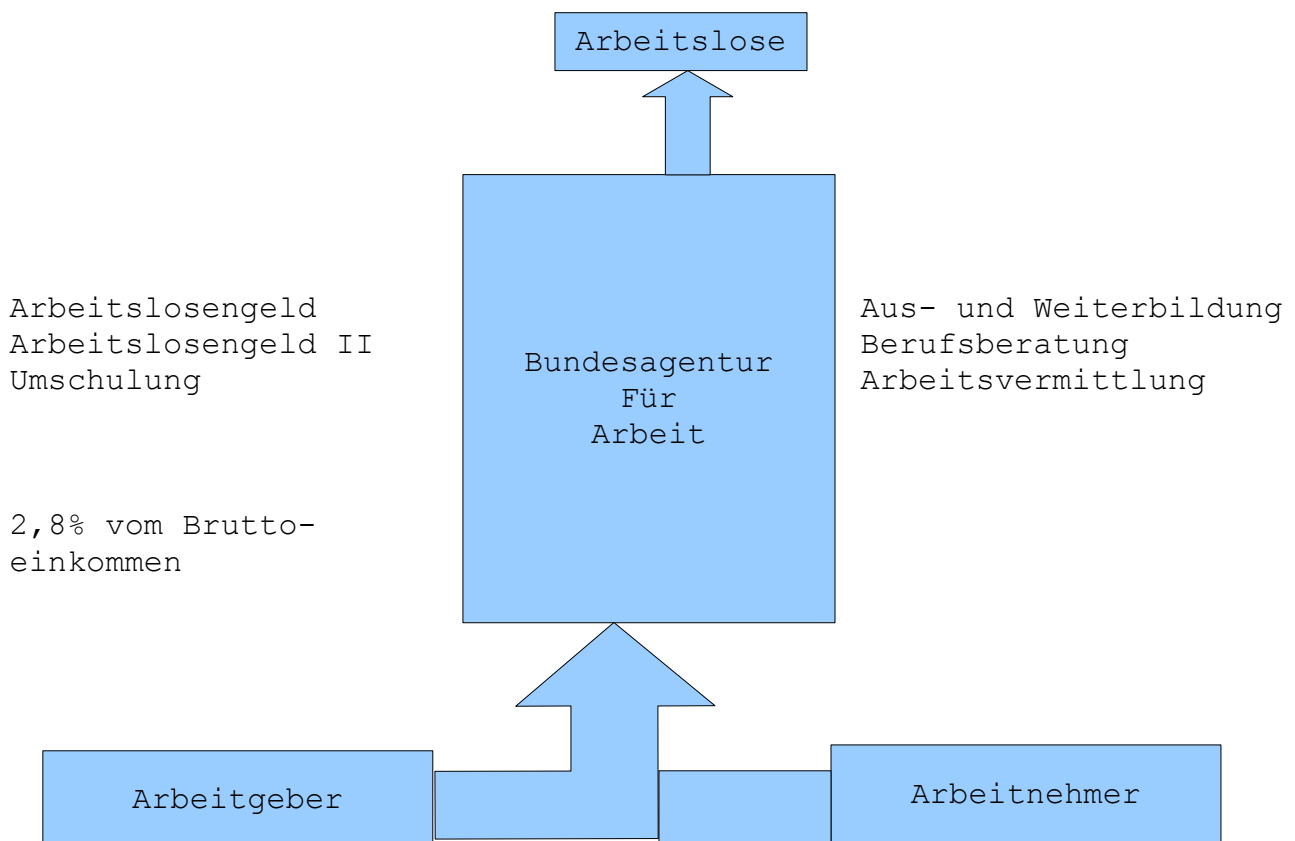 Arbeitslose
Arbeitslosengeld
Arbeitslosengeld II
Umschulung
Bundesagentur
Für
Arbeit
Aus- und Weiterbildung
Berufsberatung
Arbeitsvermittlung
2,8% vom Brutto-
einkommen
Arbeitgeber
Arbeitnehmer